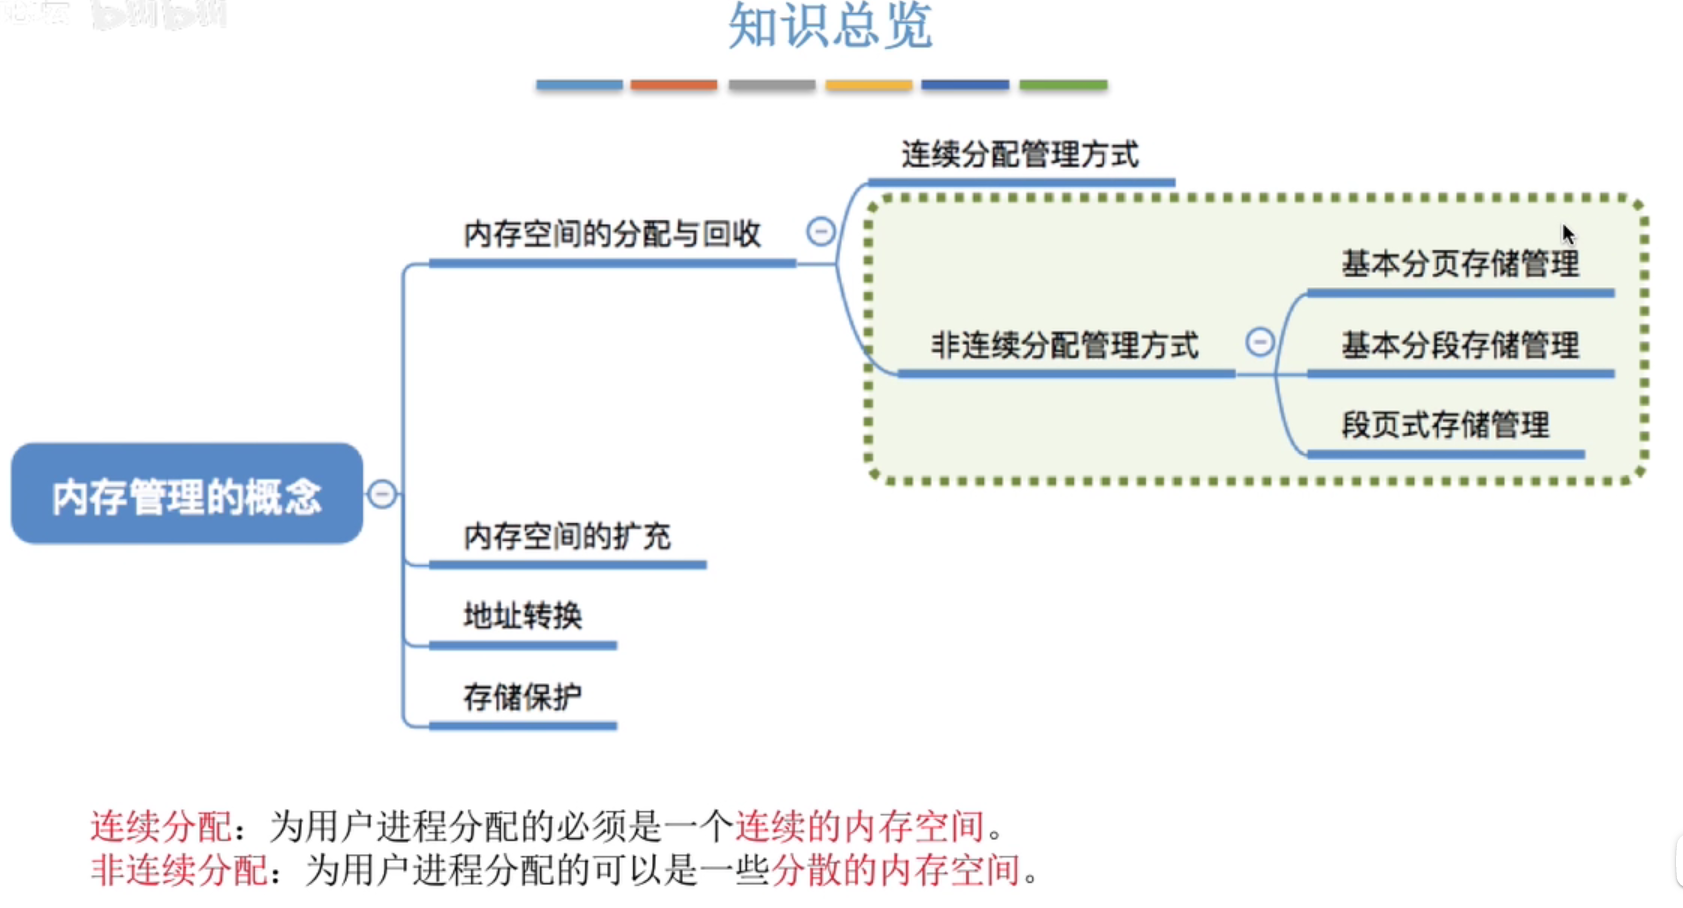 知识总览
连续分配管理方式
内存空间的分配与回收
基本分页存储管理
非连续分配管理方式
基本分段存储管理
段页式存储管理
内存管理的概念
内存空间的扩充
地址转换
存储保护
连续分配：为用户进程分配的必须是一个连续的内存空间。
非连续分配：为用户进程分配的可以是一些分散的内存空间。